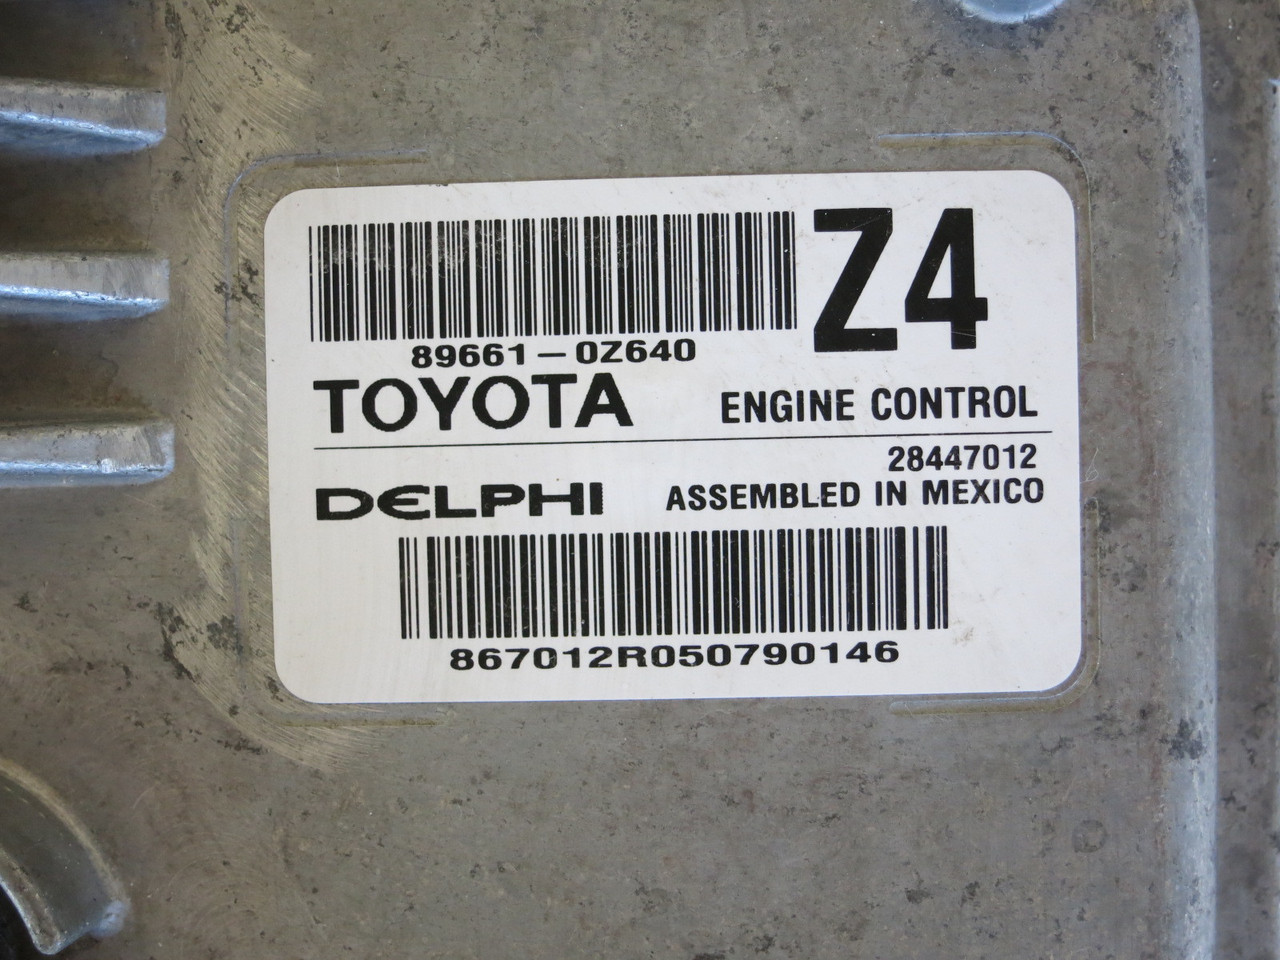 Z4
89661-0Z640
TOYOTA ENGINE CONTROL
28447012
DELPHI ASSEMBLED IN MEXICO
867012R050790146